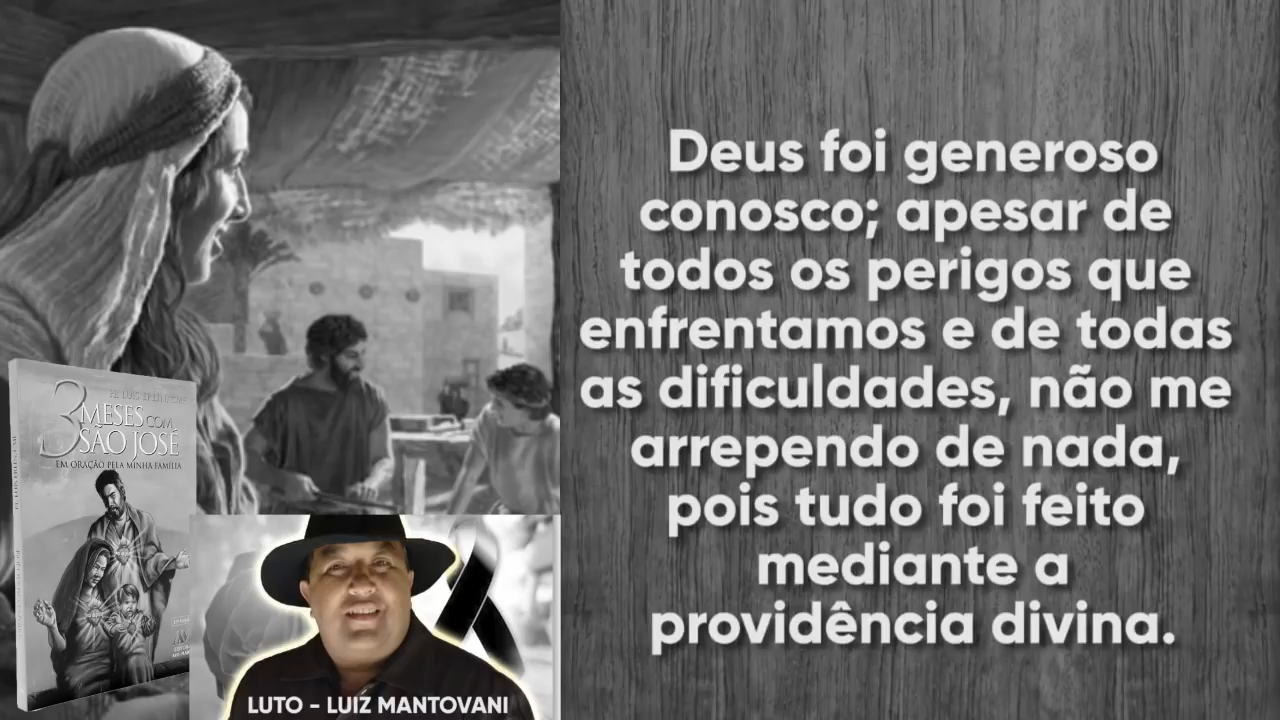 Deus foi generoso
conosco; apesar de
todos os perigos que
enfrentamos e de todas
as dificuldades, não me
arrependo de nada,
pois tudo foi feito
mediante a
providência divina.
3 MESES COM
SÃO JOSÉ
EM ORAÇÃO PELA MINHA FAMÍLIA
LUTO - LUIZ MANTOVANI